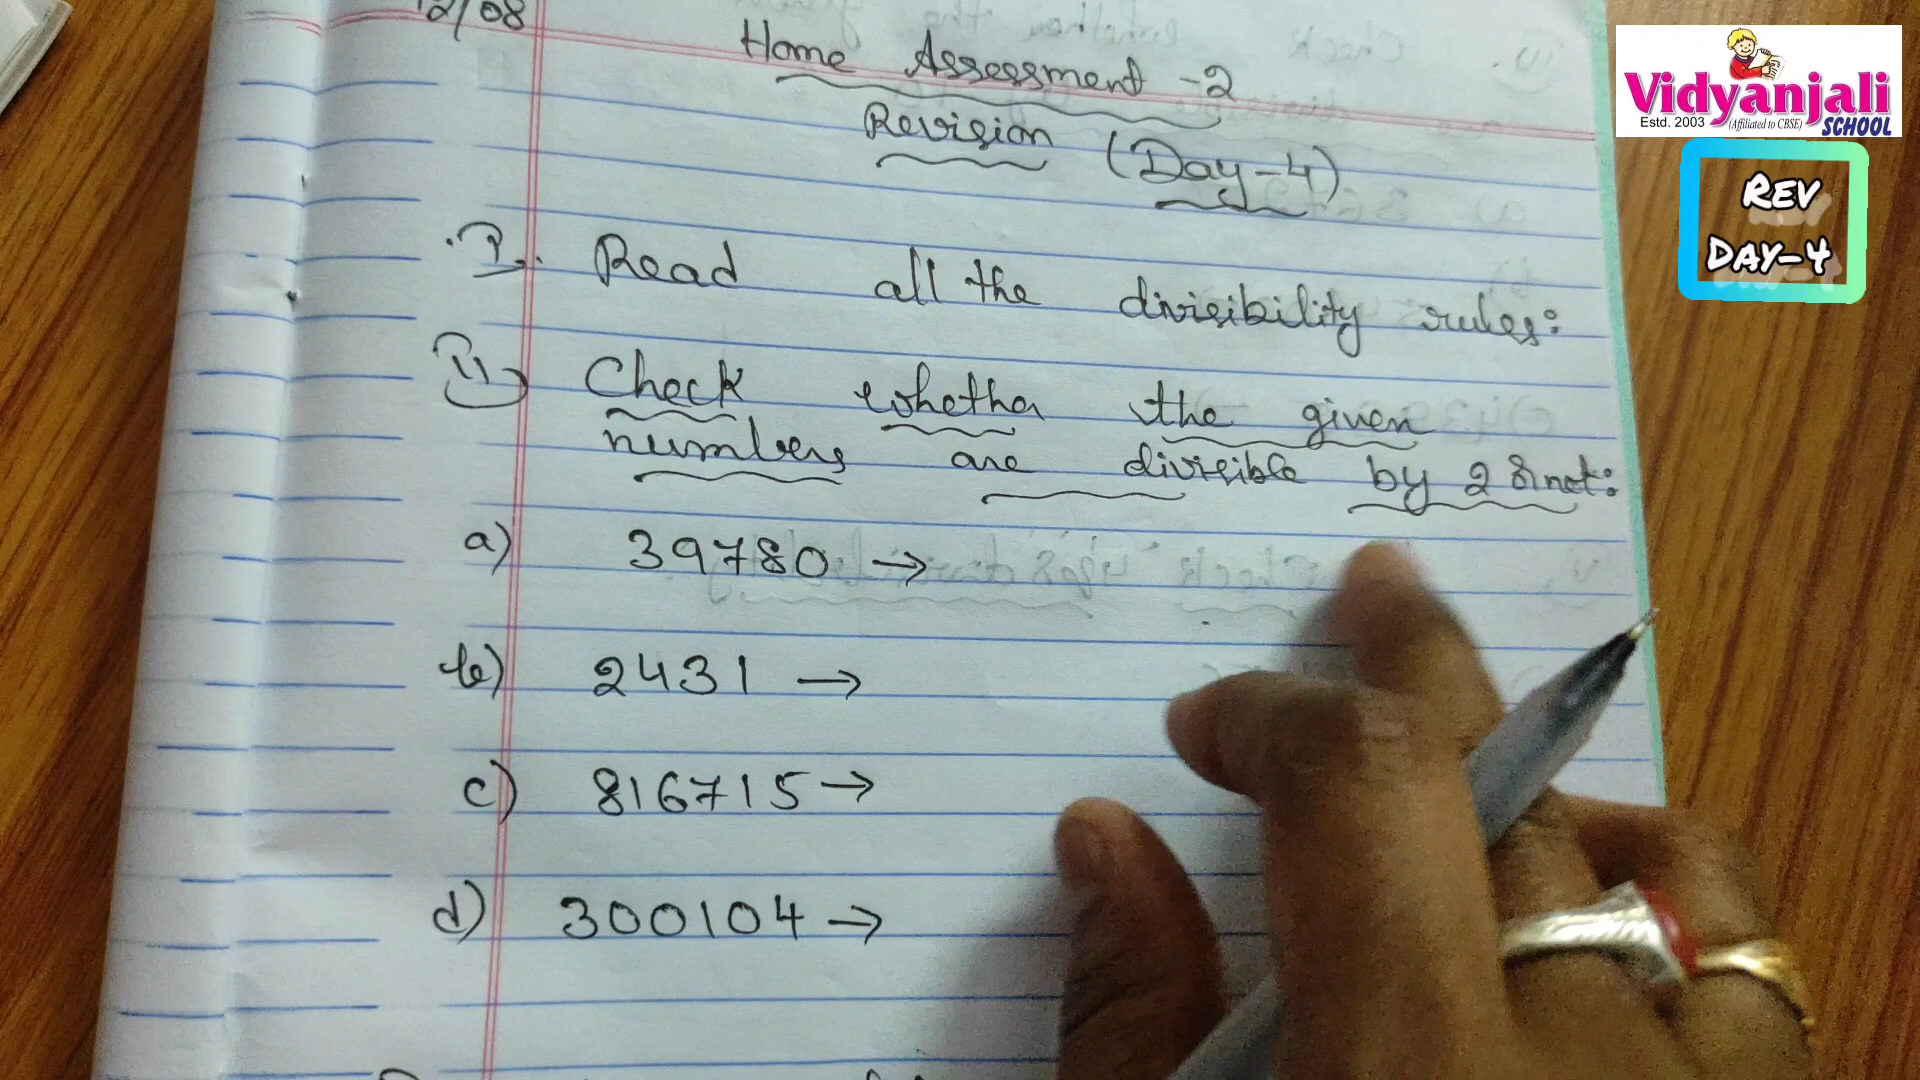 12/08
Home Assessment -2
Revision (Day-4)
I. Read all the divisibility rules:
II) Check whether the given
numbers are divisible by 2 or not:
a) 39780 →
b) 2431 →
c) 816715 →
d) 300104 →
Vidyanjali
Estd. 2003 (Affiliated to CBSE) SCHOOL
REV
DAY-4